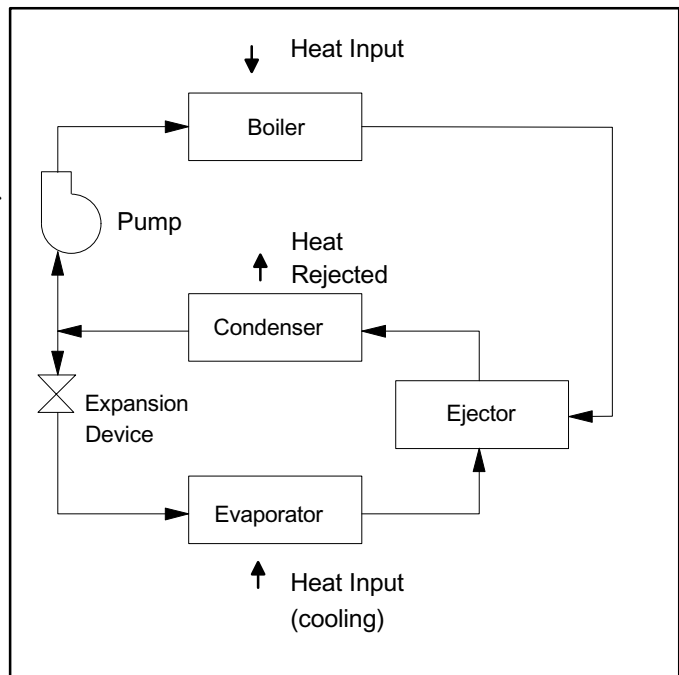 Heat Input
Boiler
Pump
Heat
Rejected
Condenser
Expansion
Device
Ejector
Evaporator
Heat Input
(cooling)